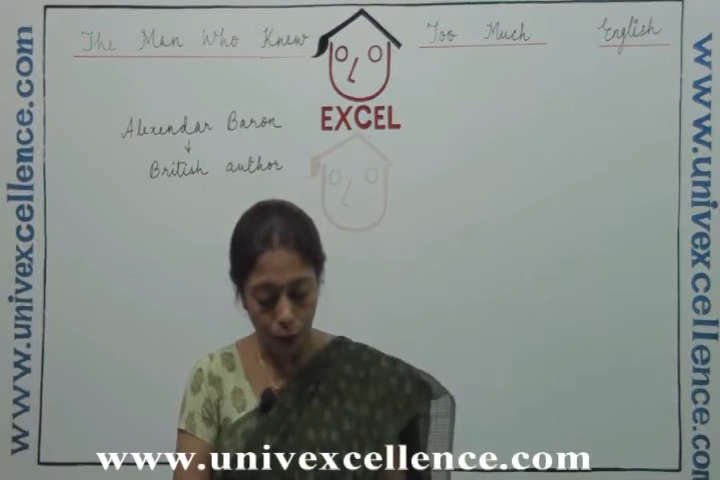 The Man Who Knew Too Much English
EXCEL
Alexendar Baron
British author
www.univexcellence.com
www.univexcellence.com
www.univexcellence.com